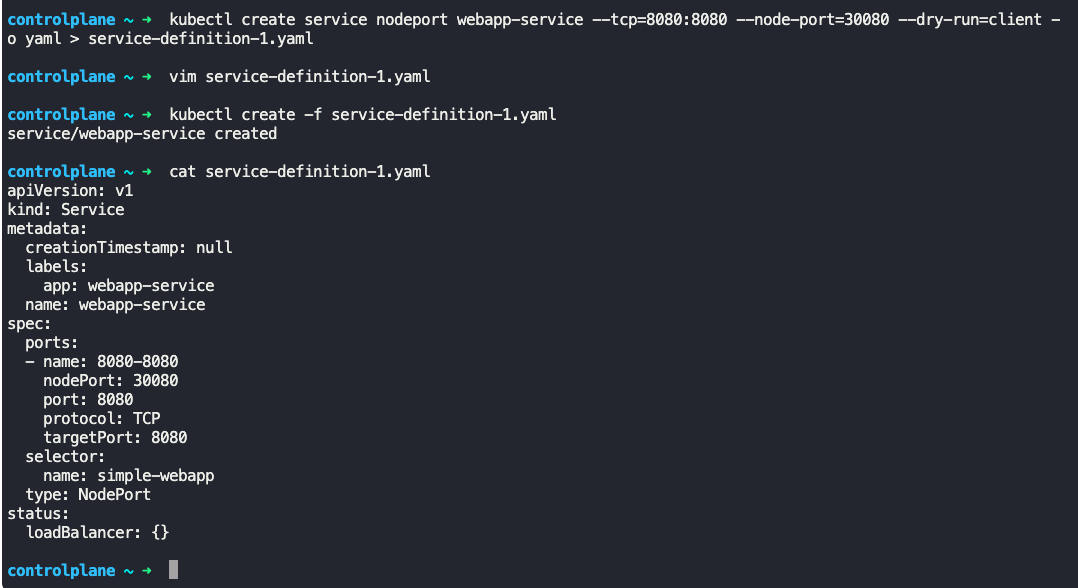 controlplane ~ ➜  kubectl create service nodeport webapp-service --tcp=8080:8080 --node-port=30080 --dry-run=client -
o yaml > service-definition-1.yaml
controlplane ~ ➜  vim service-definition-1.yaml
controlplane ~ ➜  kubectl create -f service-definition-1.yaml
service/webapp-service created
controlplane ~ ➜  cat service-definition-1.yaml
apiVersion: v1
kind: Service
metadata:
  creationTimestamp: null
  labels:
    app: webapp-service
  name: webapp-service
spec:
  ports:
  - name: 8080-8080
    nodePort: 30080
    port: 8080
    protocol: TCP
    targetPort: 8080
  selector:
    name: simple-webapp
  type: NodePort
status:
  loadBalancer: {}
controlplane ~ ➜